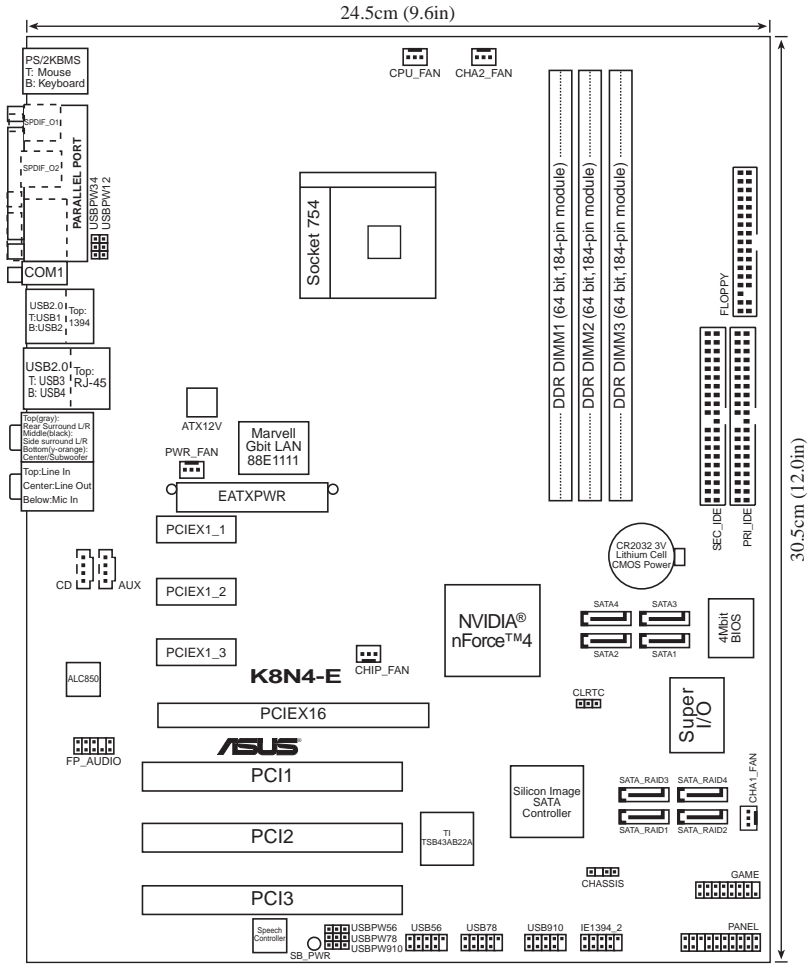 24.5cm (9.6in)
PS/2KBMS
T: Mouse
B: Keyboard
CPU_FAN
CHA2_FAN
SPDIF_O1
SPDIF_O2
PARALLEL PORT
USBPW34
USBPW12
COM1
Socket 754
DDR DIMM1 (64 bit,184-pin module)
DDR DIMM2 (64 bit,184-pin module)
DDR DIMM3 (64 bit,184-pin module)
FLOPPY
USB2.0
T:USB1
B:USB2
Top:
1394
USB2.0
T: USB3
B: USB4
Top:
RJ-45
ATX12V
Marvell
Gbit LAN
88E1111
PWR_FAN
EATXPWR
Top(gray):
Rear Surround L/R
Middle(black):
Side surround L/R
Bottom(y-orange):
Center/Subwoofer
Top:Line In
Center:Line Out
Below:Mic In
SEC_IDE
PRI_IDE
30.5cm (12.0in)
PCIEX1_1
CD
AUX
PCIEX1_2
CR2032 3V
Lithium Cell
CMOS Power
NVIDIA®
nForce™4
SATA4
SATA3
SATA2
SATA1
4Mbit
BIOS
PCIEX1_3
CHIP_FAN
K8N4-E
ALC850
CLRTC
Super
I/O
PCIEX16
ASUS®
FP_AUDIO
PCI1
Silicon Image
SATA
Controller
SATA_RAID3
SATA_RAID4
SATA_RAID1
SATA_RAID2
CHA1_FAN
PCI2
TI
TSB43AB22A
CHASSIS
GAME
PCI3
Speech
Controller
SB_PWR
USBPW56
USBPW78
USBPW910
USB56
USB78
USB910
IE1394_2
PANEL